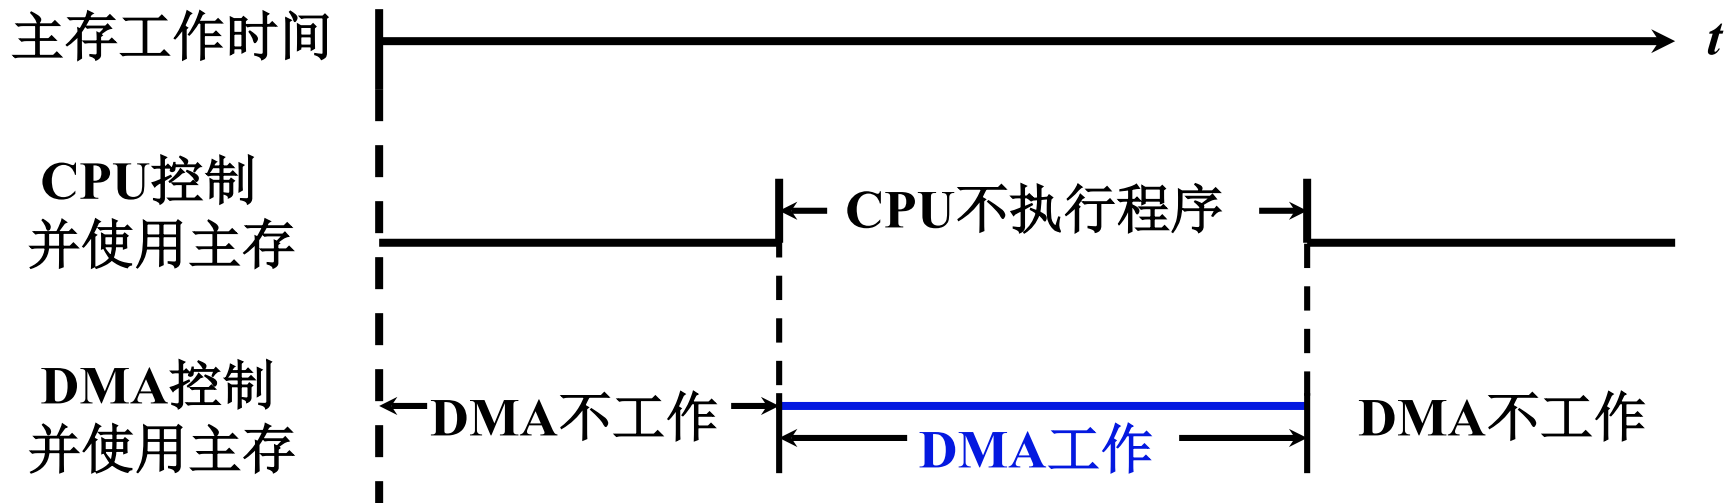 主存工作时间
t
CPU控制
并使用主存
CPU不执行程序
DMA控制
并使用主存
DMA不工作
DMA工作
DMA不工作